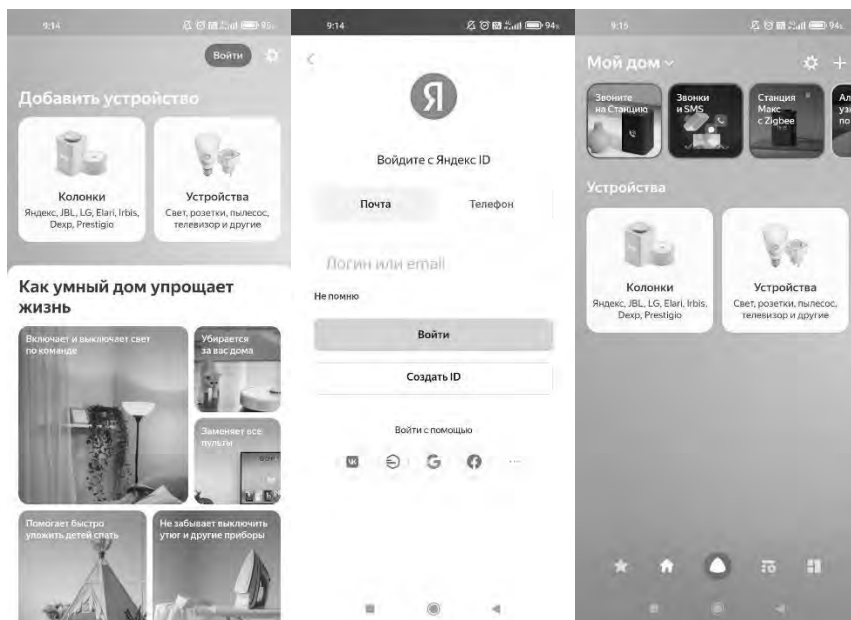 9:14
95%
Войти
Добавить устройство
Колонки
Яндекс, JBL, LG, Elari, Irbis,
Dexp, Prestigio
Устройства
Свет, розетки, пылесос,
телевизор и другие
Как умный дом упрощает
жизнь
Включает и выключает свет
по команде
Убирается
за вас дома
Заменяет все
пульты
Помогает быстро
уложить детей спать
Не забывает выключить
утюг и другие приборы
9:14
94%
Я
Войдите с Яндекс ID
Почта
Телефон
Логин или email
Не помню
Войти
Создать ID
Войти с помощью
9:15
94%
Мой дом
Звоните
на Станцию
Звонки
и SMS
Станция
Макс
с Zigbee
Устройства
Колонки
Яндекс, JBL, LG, Elari, Irbis,
Dexp, Prestigio
Устройства
Свет, розетки, пылесос,
телевизор и другие